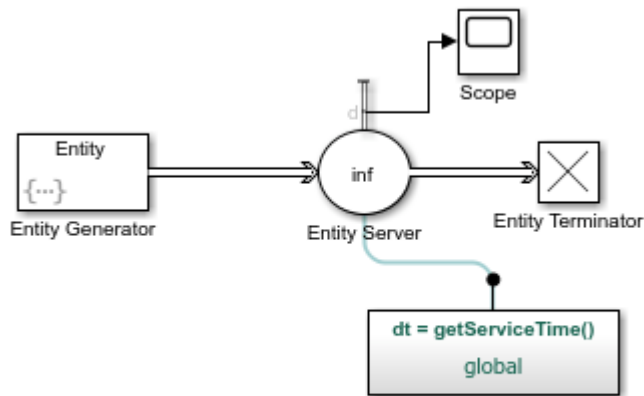 Scope
d
Entity
{...}
inf
Entity Generator
Entity Server
Entity Terminator
dt = getServiceTime()
global